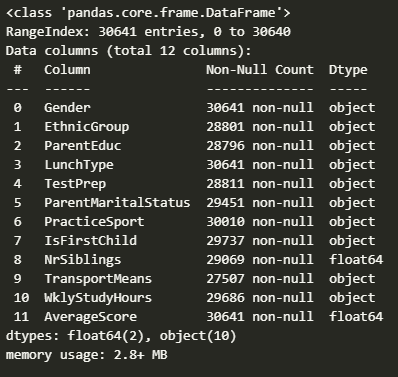 <class 'pandas.core.frame.DataFrame'>
RangeIndex: 30641 entries, 0 to 30640
Data columns (total 12 columns):
 #   Column               Non-Null Count  Dtype
---  ------               --------------  -----
 0   Gender               30641 non-null  object
 1   EthnicGroup          28801 non-null  object
 2   ParentEduc           28796 non-null  object
 3   LunchType            30641 non-null  object
 4   TestPrep             28811 non-null  object
 5   ParentMaritalStatus  29451 non-null  object
 6   PracticeSport        30010 non-null  object
 7   IsFirstChild         29737 non-null  object
 8   NrSiblings           29069 non-null  float64
 9   TransportMeans       27507 non-null  object
 10  WklyStudyHours       29686 non-null  object
 11  AverageScore         30641 non-null  float64
dtypes: float64(2), object(10)
memory usage: 2.8+ MB